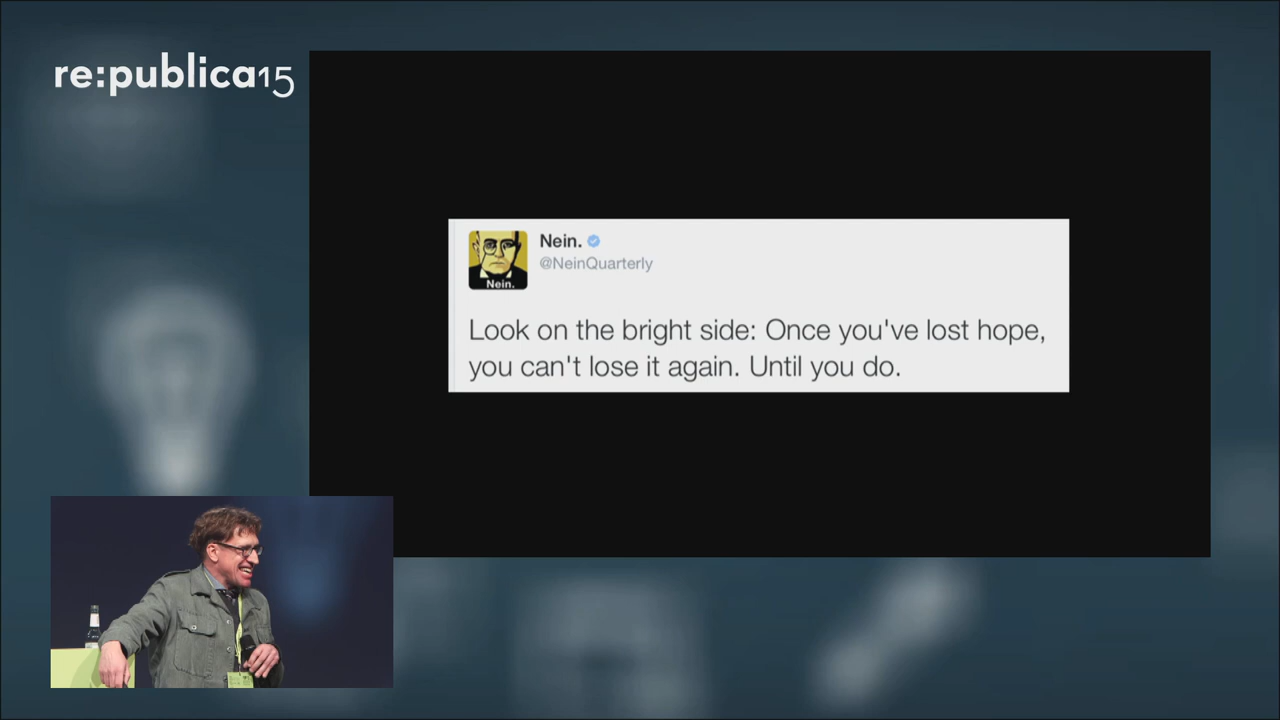 re:publica15
Nein.
@NeinQuarterly
Nein.
Look on the bright side: Once you've lost hope,
you can't lose it again. Until you do.